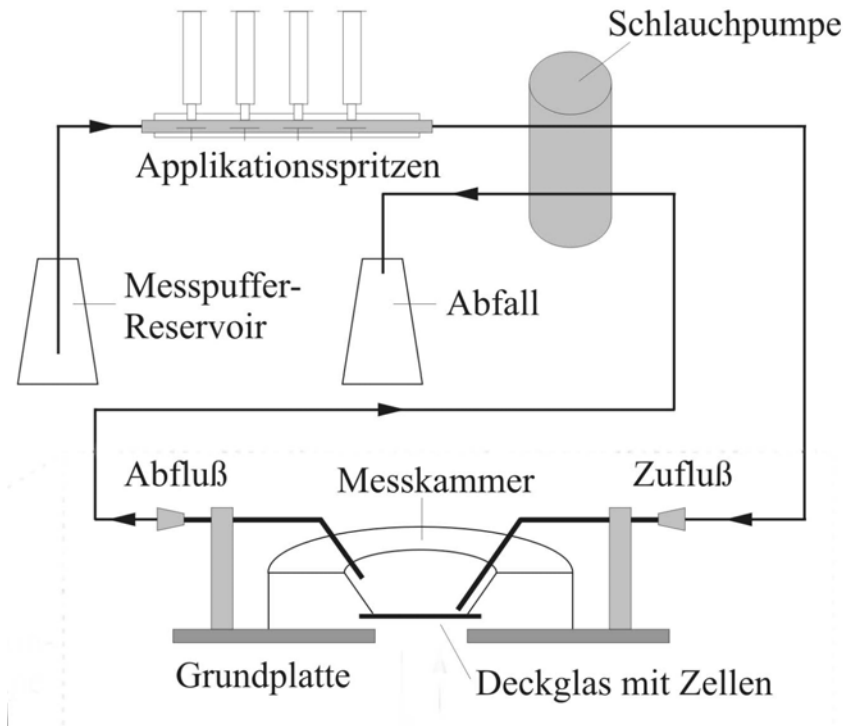 Schlauchpumpe
Applikationsspritzen
Messpuffer-
Reservoir
Abfall
Abfluß
Messkammer
Zufluß
Grundplatte
Deckglas mit Zellen